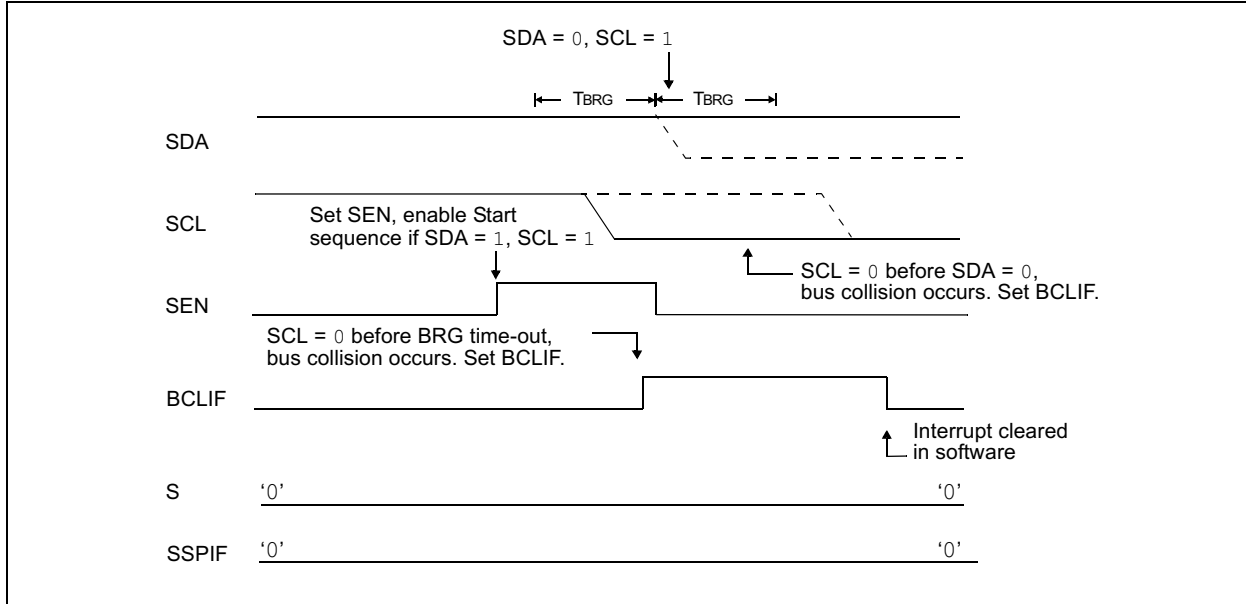 SDA = 0, SCL = 1
TBRG TBRG
SDA
SCL
Set SEN, enable Start
sequence if SDA = 1, SCL = 1
SCL = 0 before SDA = 0,
bus collision occurs. Set BCLIF.
SEN
SCL = 0 before BRG time-out,
bus collision occurs. Set BCLIF.
BCLIF
Interrupt cleared
in software
S ‘0’ ‘0’
SSPIF ‘0’ ‘0’